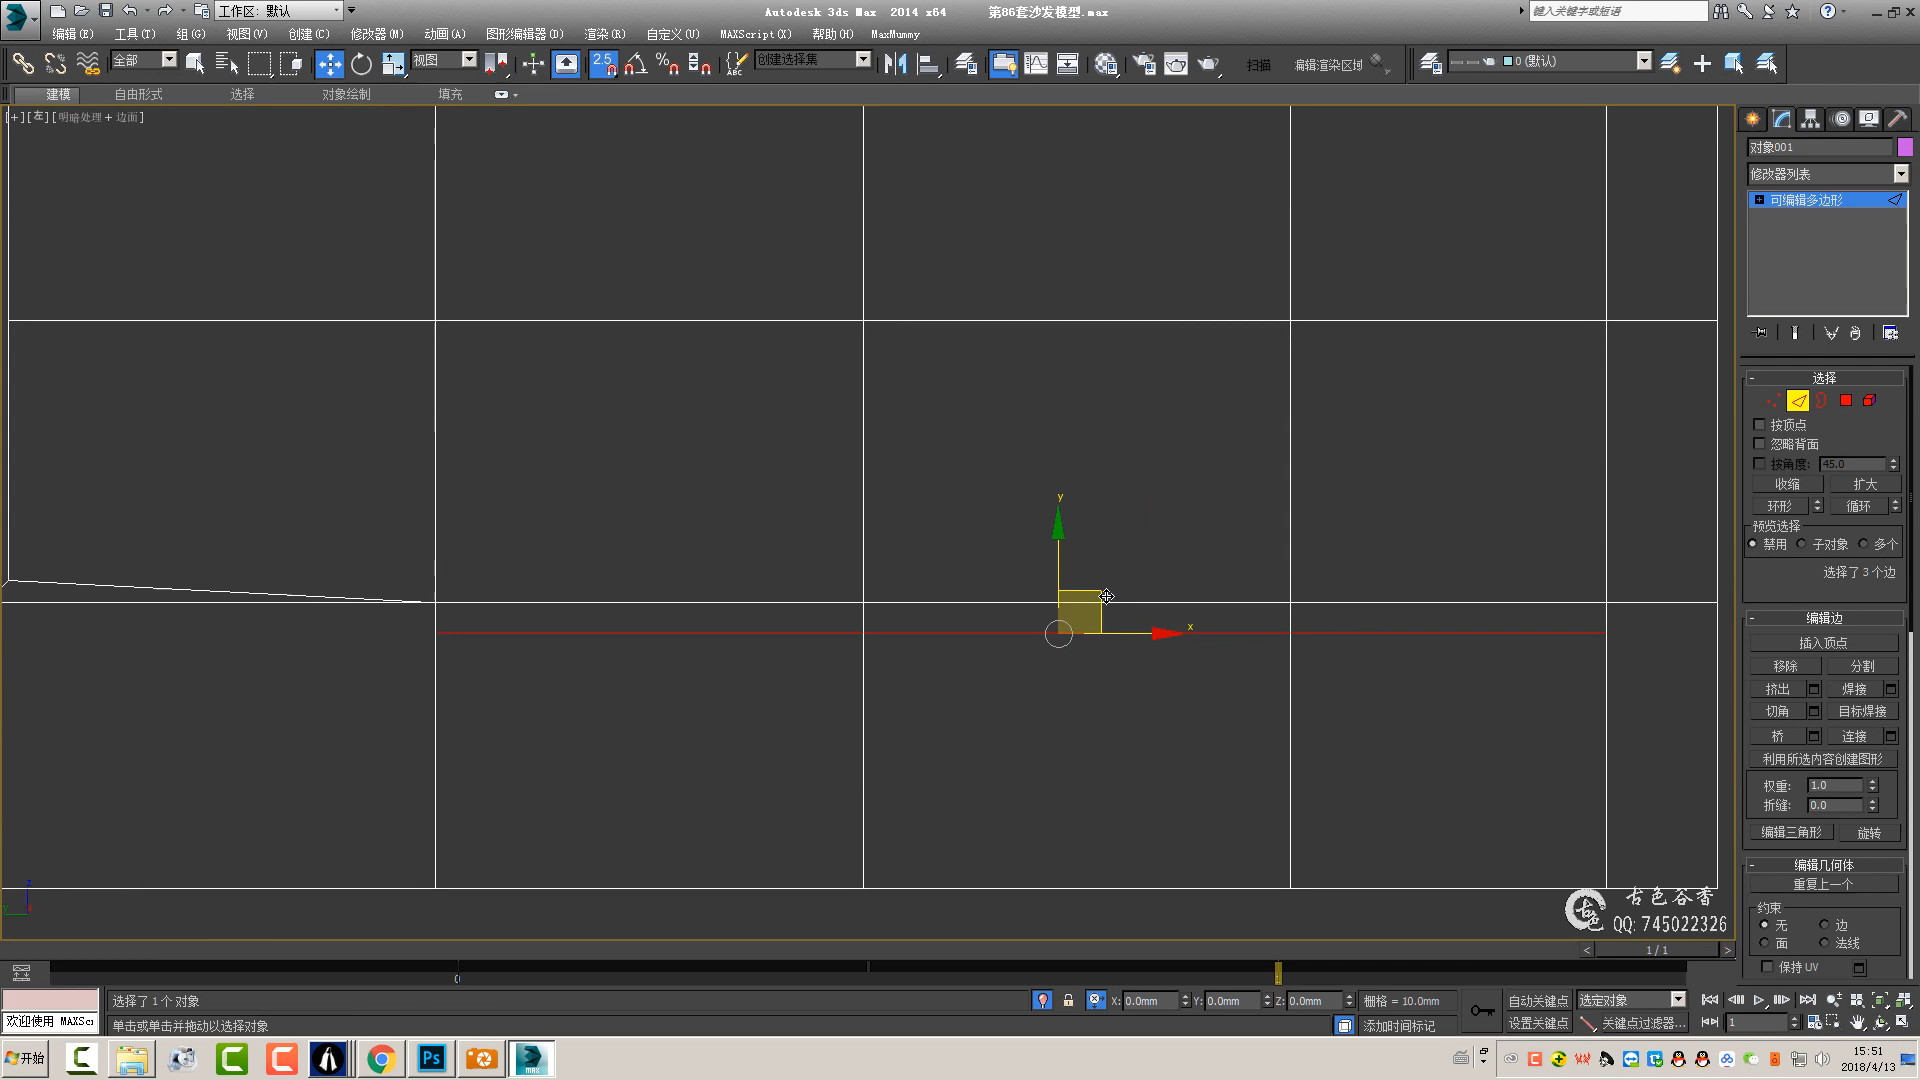 Autodesk 3ds Max 2014 x64 第86套沙发模型.max
工作区: 默认
键入关键字或短语
编辑(E) 工具(T) 组(G) 视图(V) 创建(C) 修改器(M) 动画(A) 图形编辑器(D) 渲染(R) 自定义(U) MAXScript(X) 帮助(H) MaxMummy
全部 视图 2.5 创建选择集 扫描 编辑渲染区域 0 (默认)
建模 自由形式 选择 对象绘制 填充
[+][左][明暗处理 + 边面]
对象001
修改器列表
可编辑多边形
选择
按顶点
忽略背面
按角度: 45.0
收缩 扩大
环形 循环
预览选择
禁用 子对象 多个
选择了 3 个边
编辑边
插入顶点
移除 分割
挤出 焊接
切角 目标焊接
桥 连接
利用所选内容创建图形
权重: 1.0
折缝: 0.0
编辑三角形 旋转
编辑几何体
重复上一个
约束
无 边
面 法线
保持 UV
y
x
z
古色谷香
QQ: 745022326
< 1 / 1 >
0
选择了 1 个 对象
X: 0.0mm Y: 0.0mm Z: 0.0mm 栅格 = 10.0mm
自动关键点 选定对象
欢迎使用 MAXSc
单击或单击并拖动以选择对象
添加时间标记
设置关键点 关键点过滤器...
1
开始
Ps
MAX
15:51
2018/4/13